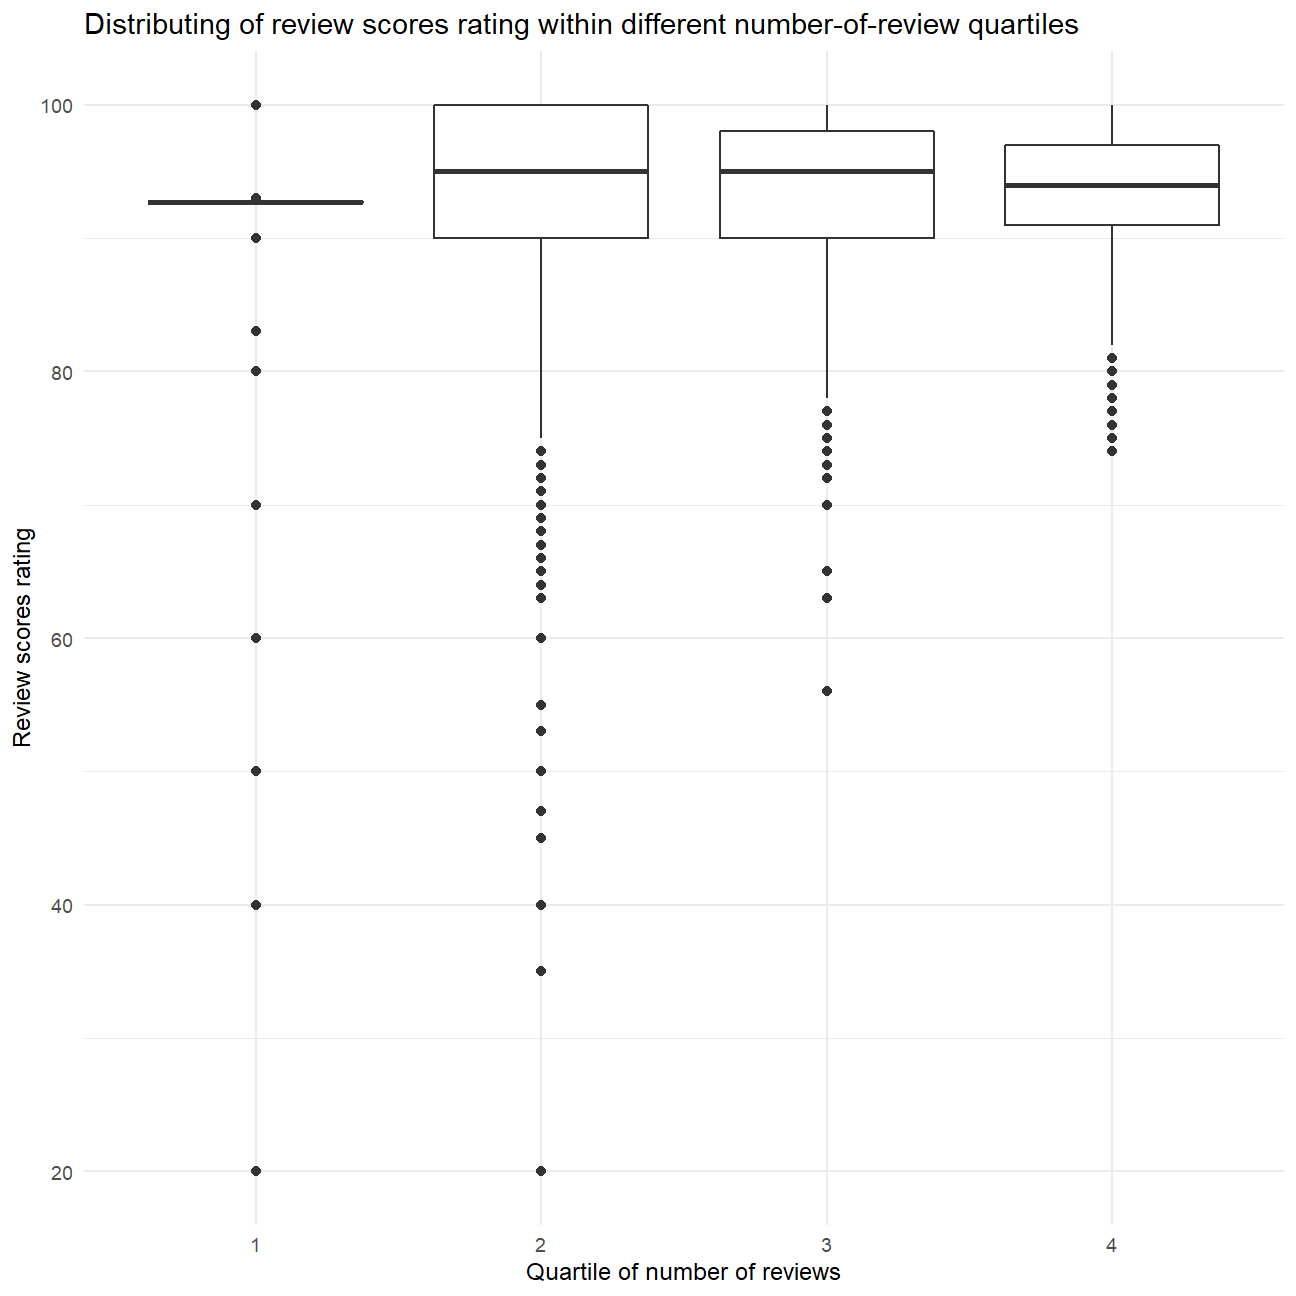 Distributing of review scores rating within different number-of-review quartiles
100
80
60
40
20
Review scores rating
1 2 3 4
Quartile of number of reviews